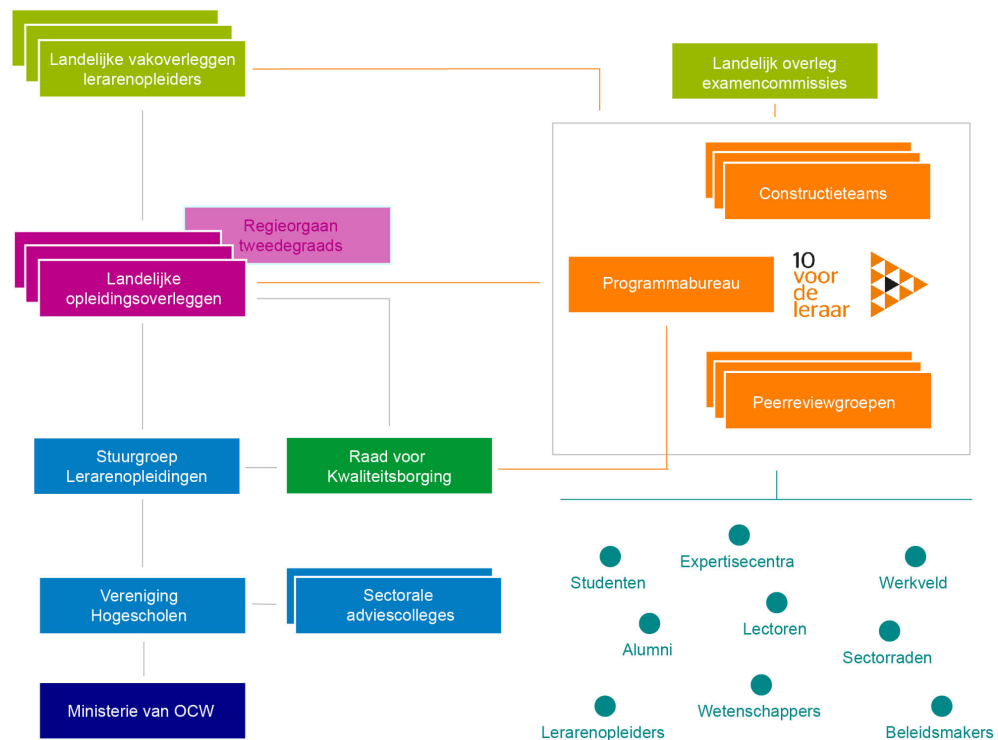 Landelijke vakoverleggen
lerarenopleiders
Landelijk overleg
examencommissies
Constructieteams
Regieorgaan
tweedegraads
Landelijke
opleidingsoverleggen
Programmabureau
10
voor
de
leraar
Peerreviewgroepen
Stuurgroep
Lerarenopleidingen
Raad voor
Kwaliteitsborging
Vereniging
Hogescholen
Sectorale
adviescolleges
Ministerie van OCW
Expertisecentra
Studenten
Werkveld
Lectoren
Alumni
Sectorraden
Wetenschappers
Lerarenopleiders
Beleidsmakers